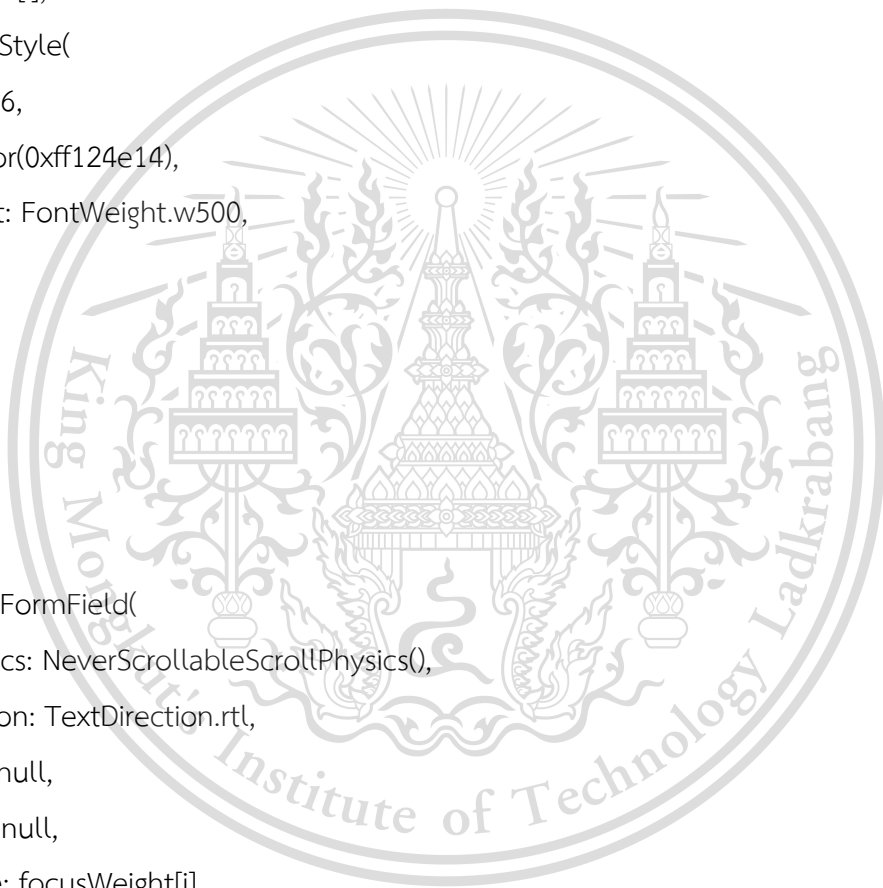 Style(
6,
or(0xff124e14),
t: FontWeight.w500,
FormField(
cs: NeverScrollableScrollPhysics(),
on: TextDirection.rtl,
null,
null,
e: focusWeight[i]
King Mongkut's Institute of Technology Ladkrabang